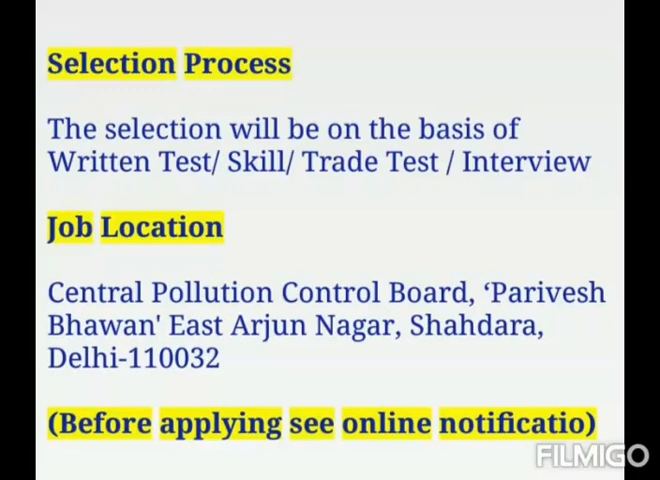 Selection Process
The selection will be on the basis of
Written Test/ Skill/ Trade Test / Interview
Job Location
Central Pollution Control Board, ‘Parivesh
Bhawan' East Arjun Nagar, Shahdara,
Delhi-110032
(Before applying see online notificatio)
FILMIGO